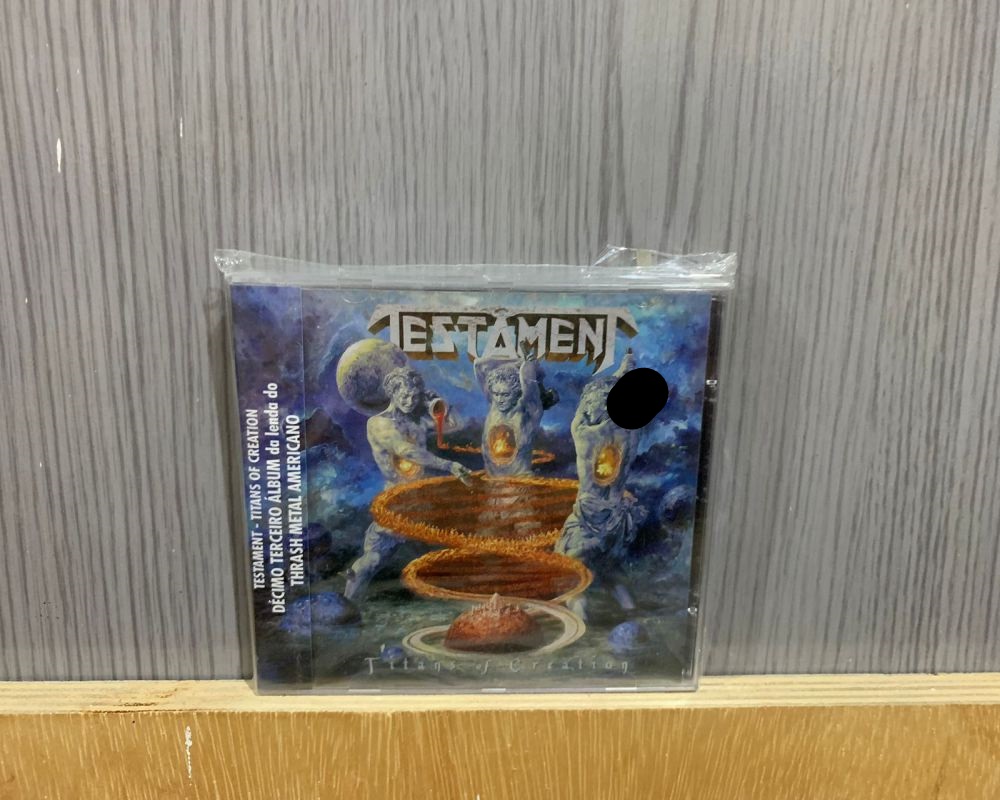 TESTAMENT
TESTAMENT - TITANS OF CREATION
DÉCIMO TERCEIRO ÁLBUM da lenda do
THRASH METAL AMERICANO
Titans of Creation